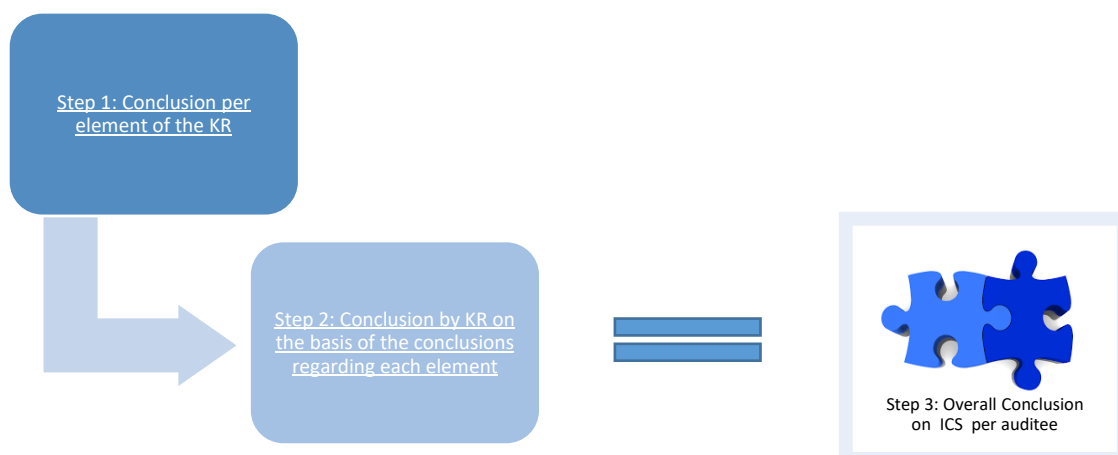 Step 1: Conclusion per
element of the KR
Step 2: Conclusion by KR on
the basis of the conclusions
regarding each element
Step 3: Overall Conclusion
on ICS per auditee